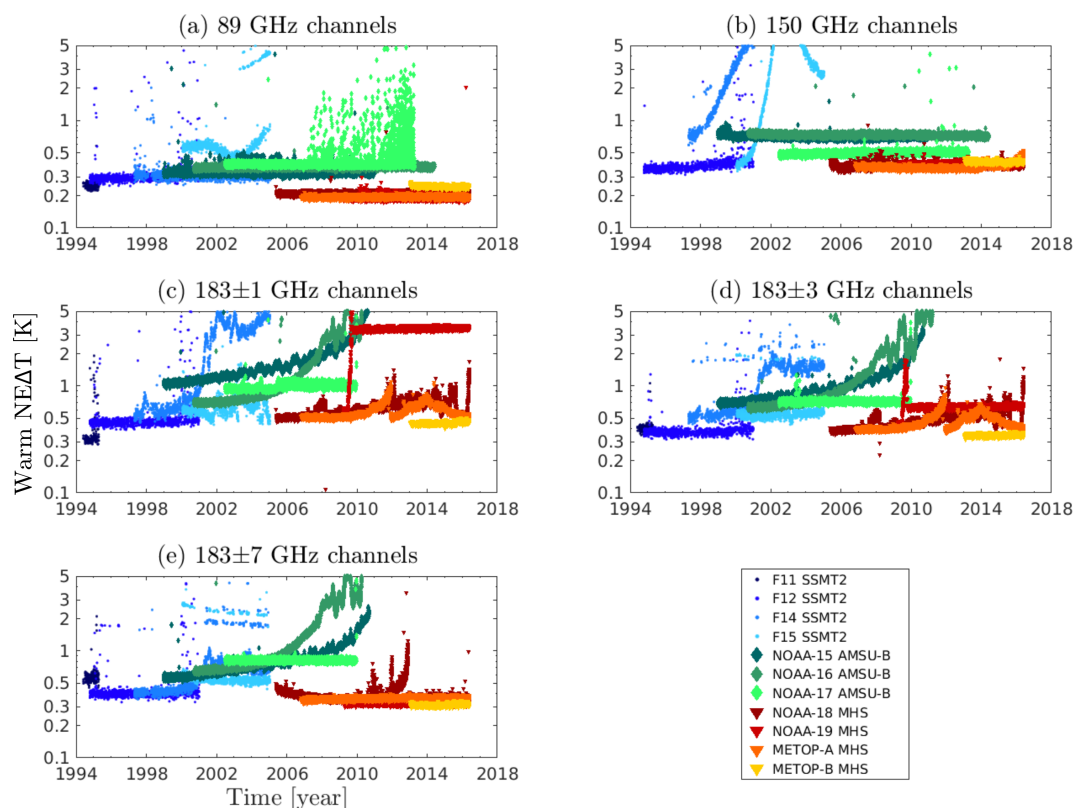 (a) 89 GHz channels
5
3
2
1
0.5
0.3
0.2
0.1
1994 1998 2002 2006 2010 2014 2018
(b) 150 GHz channels
5
3
2
1
0.5
0.3
0.2
0.1
1994 1998 2002 2006 2010 2014 2018
Warm NEΔT [K]
(c) 183±1 GHz channels
5
3
2
1
0.5
0.3
0.2
0.1
1994 1998 2002 2006 2010 2014 2018
(d) 183±3 GHz channels
5
3
2
1
0.5
0.3
0.2
0.1
1994 1998 2002 2006 2010 2014 2018
(e) 183±7 GHz channels
5
3
2
1
0.5
0.3
0.2
0.1
1994 1998 2002 2006 2010 2014 2018
Time [year]
F11 SSMT2
F12 SSMT2
F14 SSMT2
F15 SSMT2
NOAA-15 AMSU-B
NOAA-16 AMSU-B
NOAA-17 AMSU-B
NOAA-18 MHS
NOAA-19 MHS
METOP-A MHS
METOP-B MHS